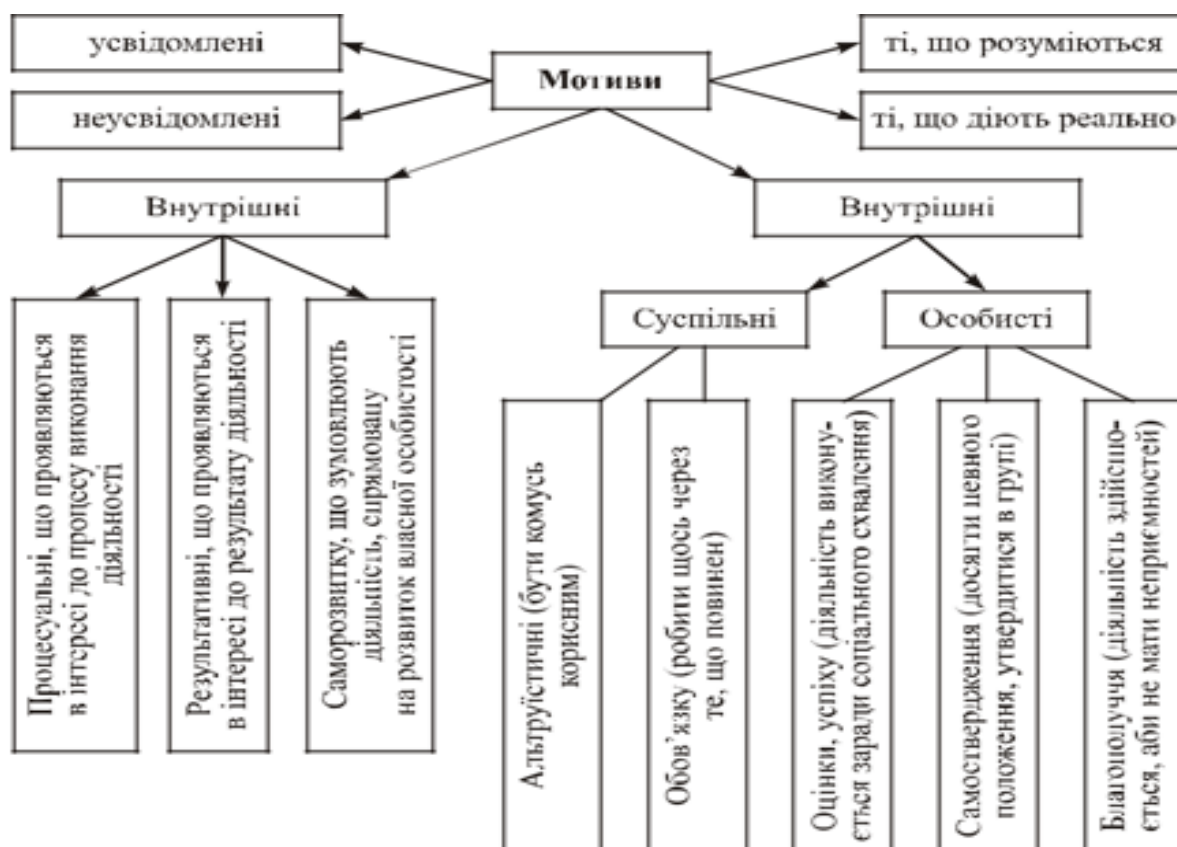 усвідомлені
Мотиви
ті, що розуміються
неусвідомлені
ті, що діють реально
Внутрішні
Внутрішні
Суспільні
Особисті
Процесуальні, що проявляються
в інтересі до процесу виконання
діяльності
Результативні, що проявляються
в інтересі до результату діяльності
Саморозвитку, що зумовлюють
діяльність, спрямовану
на розвиток власної особистості
Альтруїстичні (бути комусь
корисним)
Обов’язку (робити щось через
те, що повинен)
Оцінки, успіху (діяльність викону-
ється заради соціального схвалення)
Самоствердження (досягти певного
положення, утвердитися в групі)
Благополуччя (діяльність здійсню-
ється, аби не мати неприємностей)